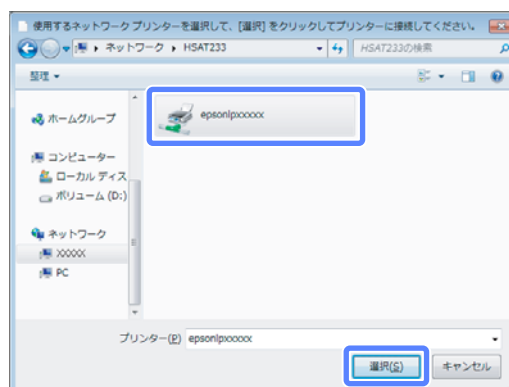 使用するネットワーク プリンターを選択して、[選択] をクリックしてプリンターに接続してください。
ネットワーク ▸ HSAT233
HSAT233の検索
整理
ホームグループ
epsonlpxxxxx
コンピューター
ローカル ディス
ボリューム (D:)
ネットワーク
XXXXX
PC
プリンター(P) epsonlpxxxxx
選択(S) キャンセル